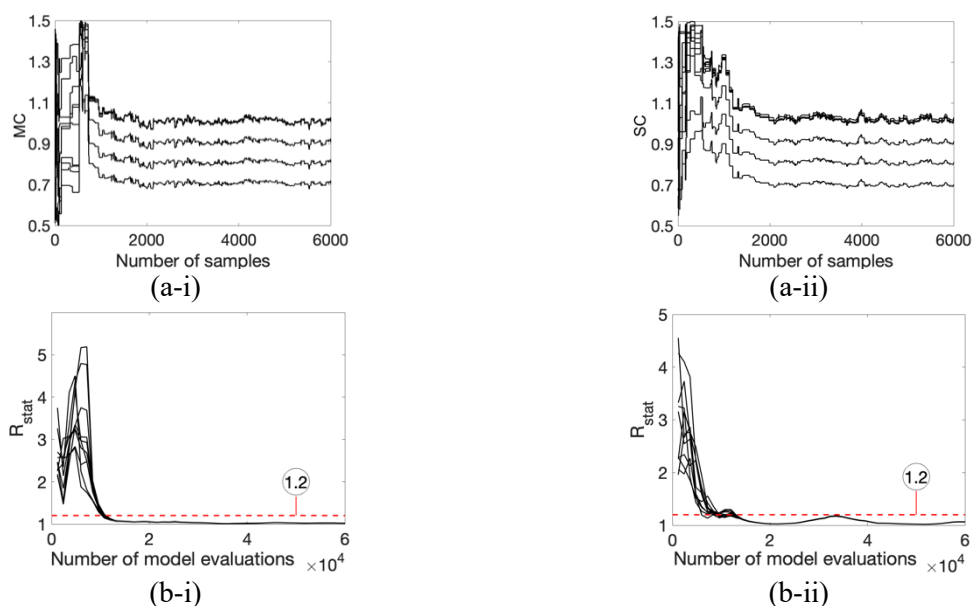 1.5
1.3
1.1
0.9
0.7
0.5
MC
0 2000 4000 6000
Number of samples
(a-i)
1.5
1.3
1.1
0.9
0.7
0.5
SC
0 2000 4000 6000
Number of samples
(a-ii)
5
4
3
2
1
R_stat
1.2
0 2 4 6
Number of model evaluations
×10^4
(b-i)
5
4
3
2
1
R_stat
1.2
0 2 4 6
Number of model evaluations
×10^4
(b-ii)